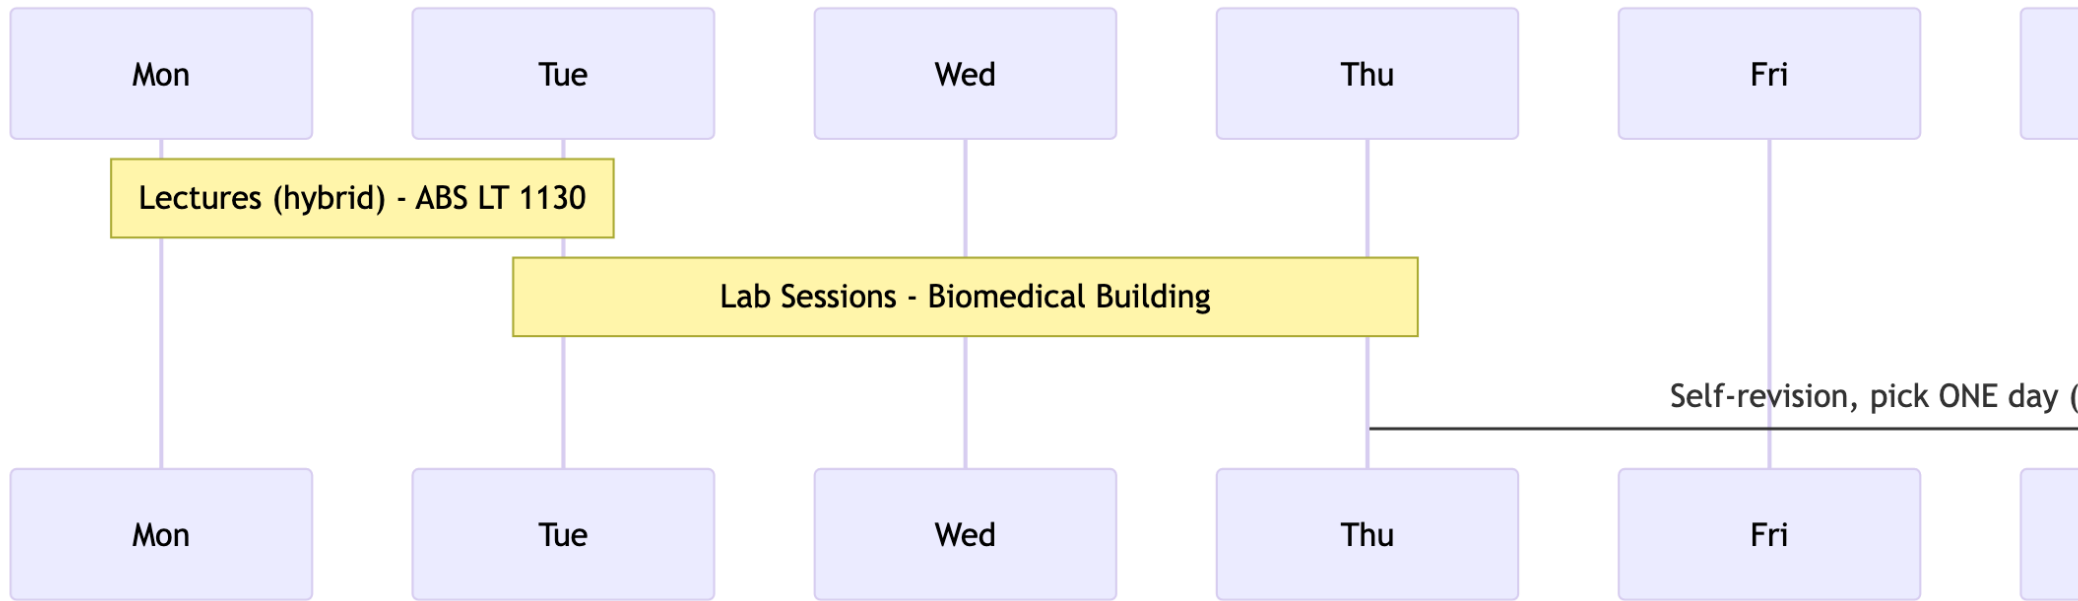 Mon
Tue
Wed
Thu
Fri
Lectures (hybrid) - ABS LT 1130
Lab Sessions - Biomedical Building
Self-revision, pick ONE day (
Mon
Tue
Wed
Thu
Fri